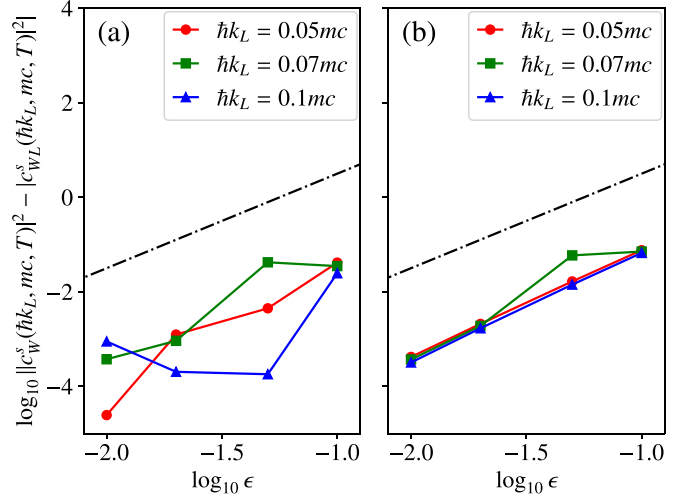 log₁₀ ||c^s_W(ℏk_L, mc, T)|² − |c^s_{WL}(ℏk_L, mc, T)|²|
4
2
0
−2
−4
(a)
ℏk_L = 0.05mc
ℏk_L = 0.07mc
ℏk_L = 0.1mc
−2.0 −1.5 −1.0
log₁₀ ϵ
(b)
ℏk_L = 0.05mc
ℏk_L = 0.07mc
ℏk_L = 0.1mc
−2.0 −1.5 −1.0
log₁₀ ϵ